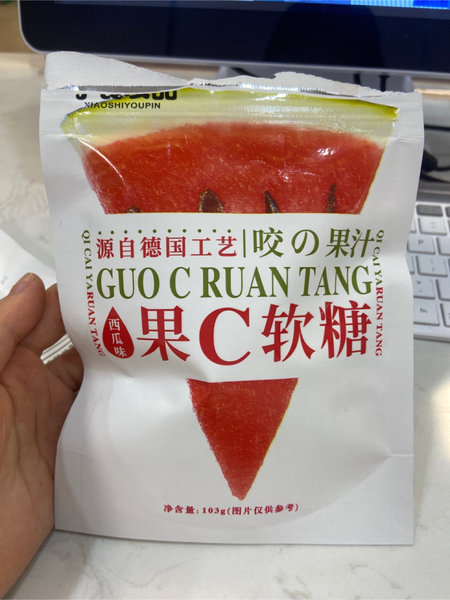 XIAOSHIYOUPIN
源自德国工艺|咬の果汁
GUO C RUAN TANG
西瓜味
果C软糖
QI CAI YA RUAN TANG
QI CAI YA RUAN TANG
净含量:103g(图片仅供参考)